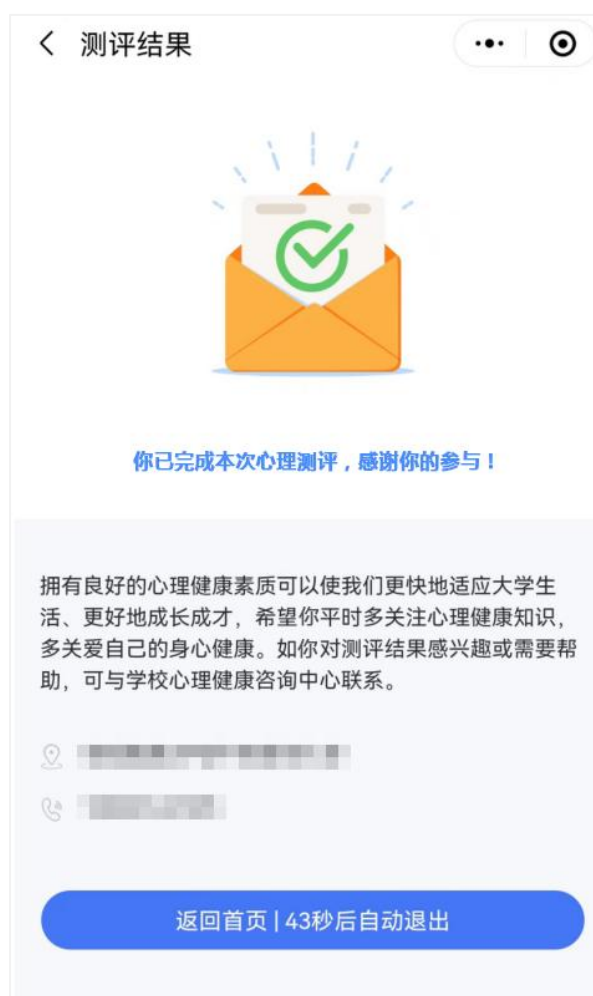 测评结果
你已完成本次心理测评，感谢你的参与！
拥有良好的心理健康素质可以使我们更快地适应大学生
活、更好地成长成才，希望你平时多关注心理健康知识，
多关爱自己的身心健康。如你对测评结果感兴趣或需要帮
助，可与学校心理健康咨询中心联系。
返回首页 | 43秒后自动退出